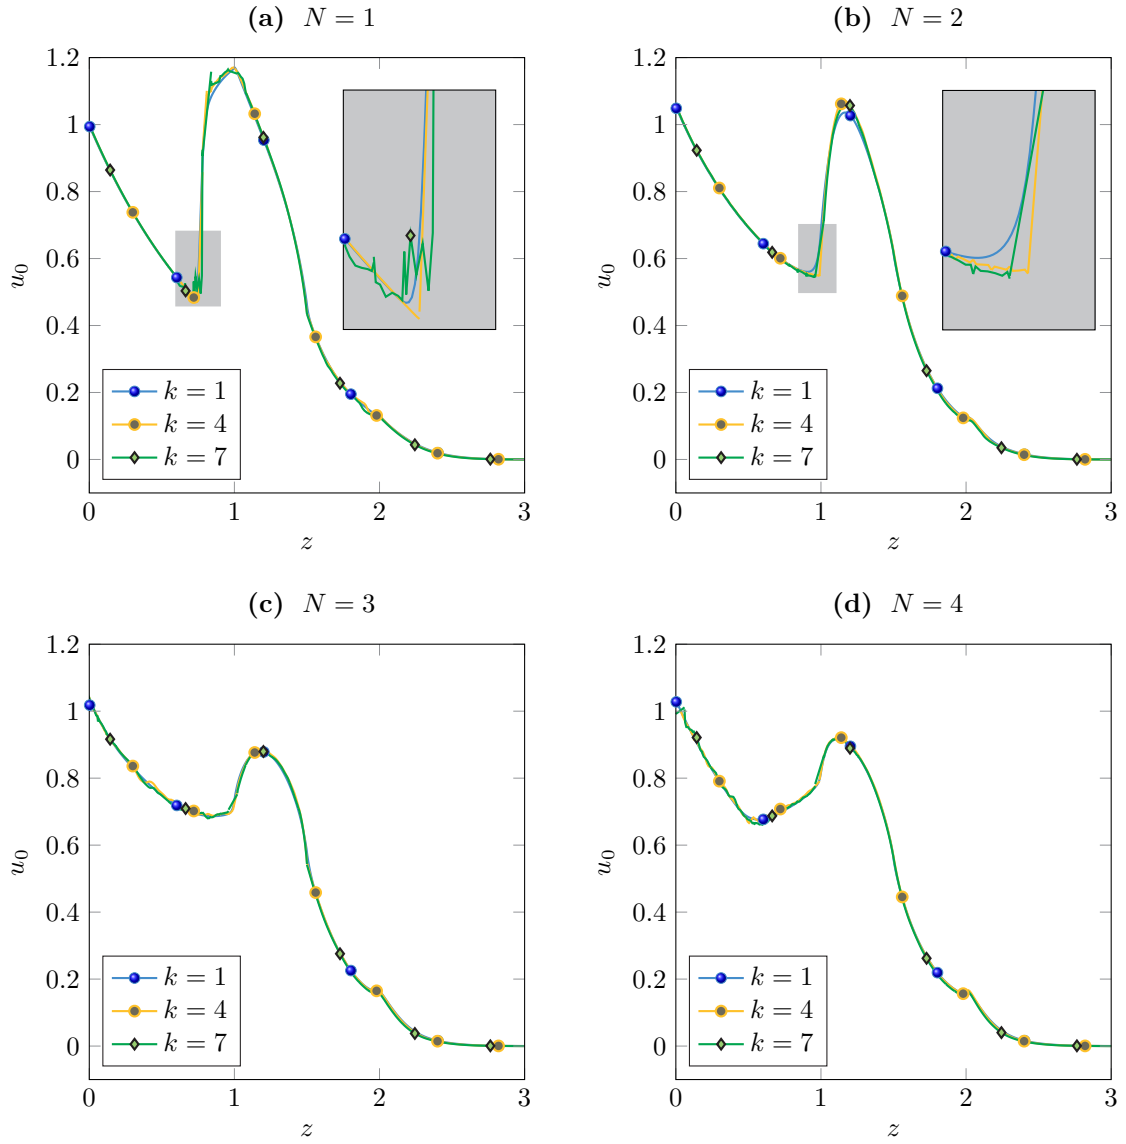 (a) N = 1
1.2
1
0.8
0.6
0.4
0.2
0
u0
k = 1
k = 4
k = 7
0 1 2 3
z
(b) N = 2
1.2
1
0.8
0.6
0.4
0.2
0
u0
k = 1
k = 4
k = 7
0 1 2 3
z
(c) N = 3
1.2
1
0.8
0.6
0.4
0.2
0
u0
k = 1
k = 4
k = 7
0 1 2 3
z
(d) N = 4
1.2
1
0.8
0.6
0.4
0.2
0
u0
k = 1
k = 4
k = 7
0 1 2 3
z